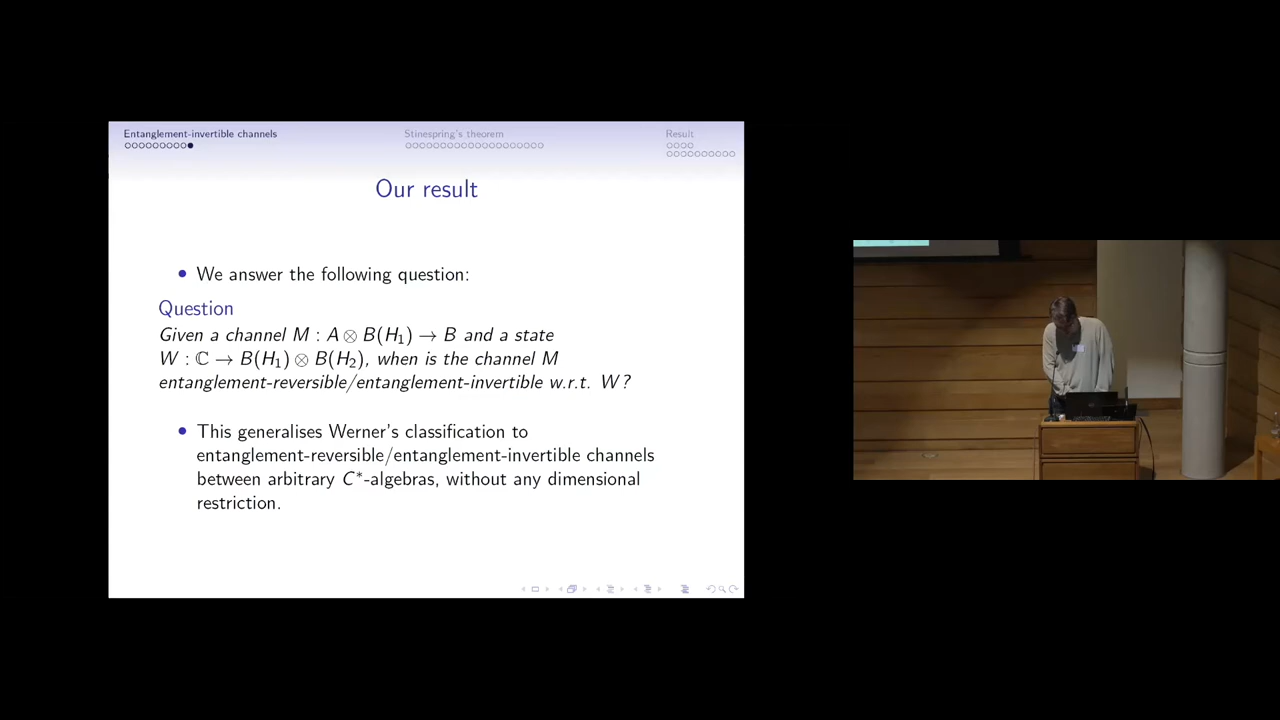 Entanglement-invertible channels
Stinespring's theorem
Result
Our result
• We answer the following question:
Question
Given a channel M : A ⊗ B(H₁) → B and a state
W : ℂ → B(H₁) ⊗ B(H₂), when is the channel M
entanglement-reversible/entanglement-invertible w.r.t. W?
• This generalises Werner's classification to
entanglement-reversible/entanglement-invertible channels
between arbitrary C*-algebras, without any dimensional
restriction.